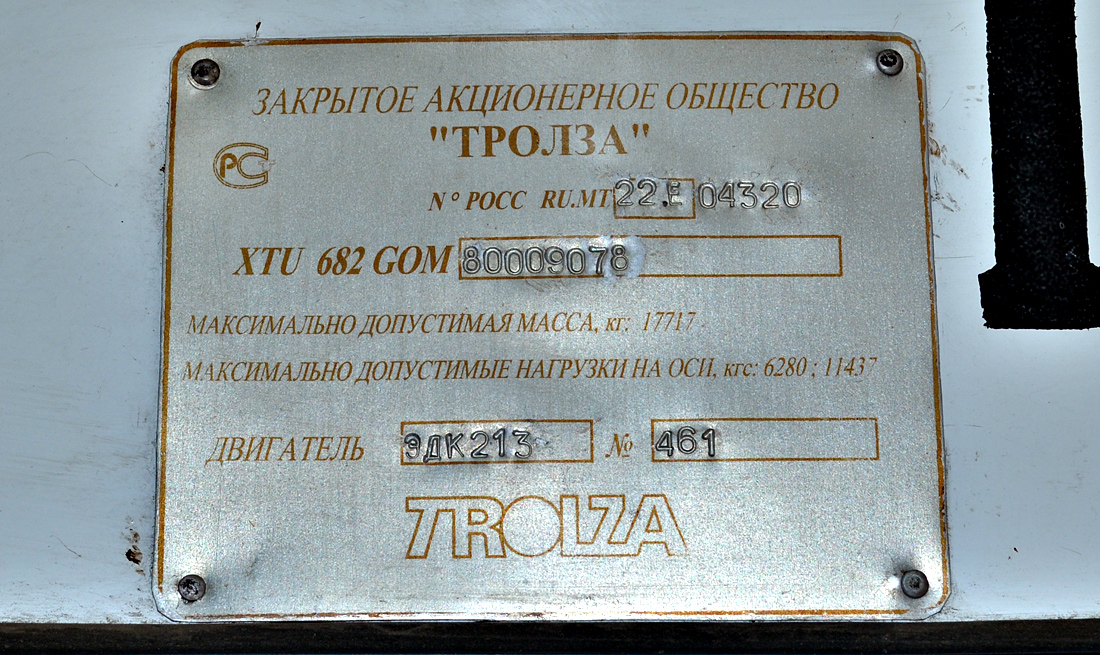 ЗАКРЫТОЕ АКЦИОНЕРНОЕ ОБЩЕСТВО
"ТРОЛЗА"
РС
N° РОСС RU.MT 22.E 04320
XTU 682 GOM 80009078
МАКСИМАЛЬНО ДОПУСТИМАЯ МАССА, кг: 17717
МАКСИМАЛЬНО ДОПУСТИМЫЕ НАГРУЗКИ НА ОСИ, кгс: 6280 ; 11437
ДВИГАТЕЛЬ ЭДК213 № 461
TROLZA